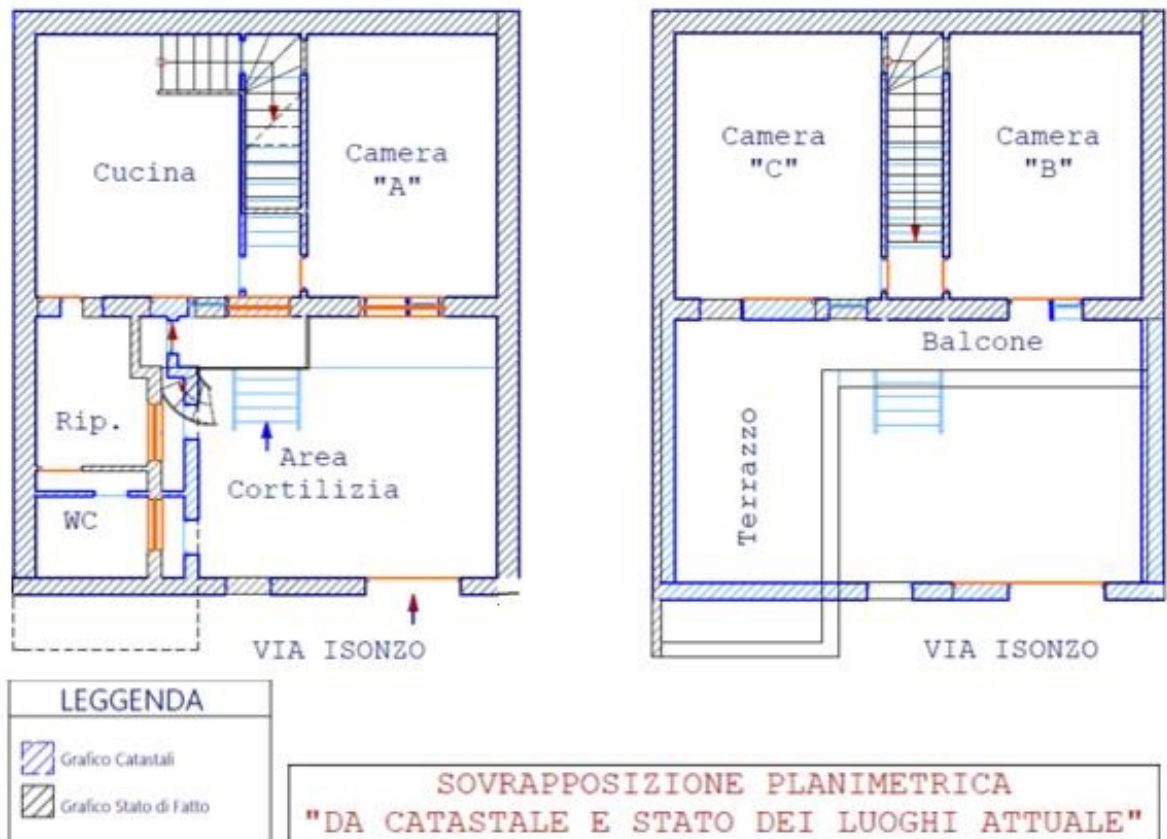 Cucina
Camera
"A"
Rip.
WC
Area
Cortilizia
VIA ISONZO
Camera
"C"
Camera
"B"
Balcone
Terrazzo
VIA ISONZO
LEGGENDA
Grafico Catastali
Grafico Stato di Fatto
SOVRAPPOSIZIONE PLANIMETRICA
"DA CATASTALE E STATO DEI LUOGHI ATTUALE"